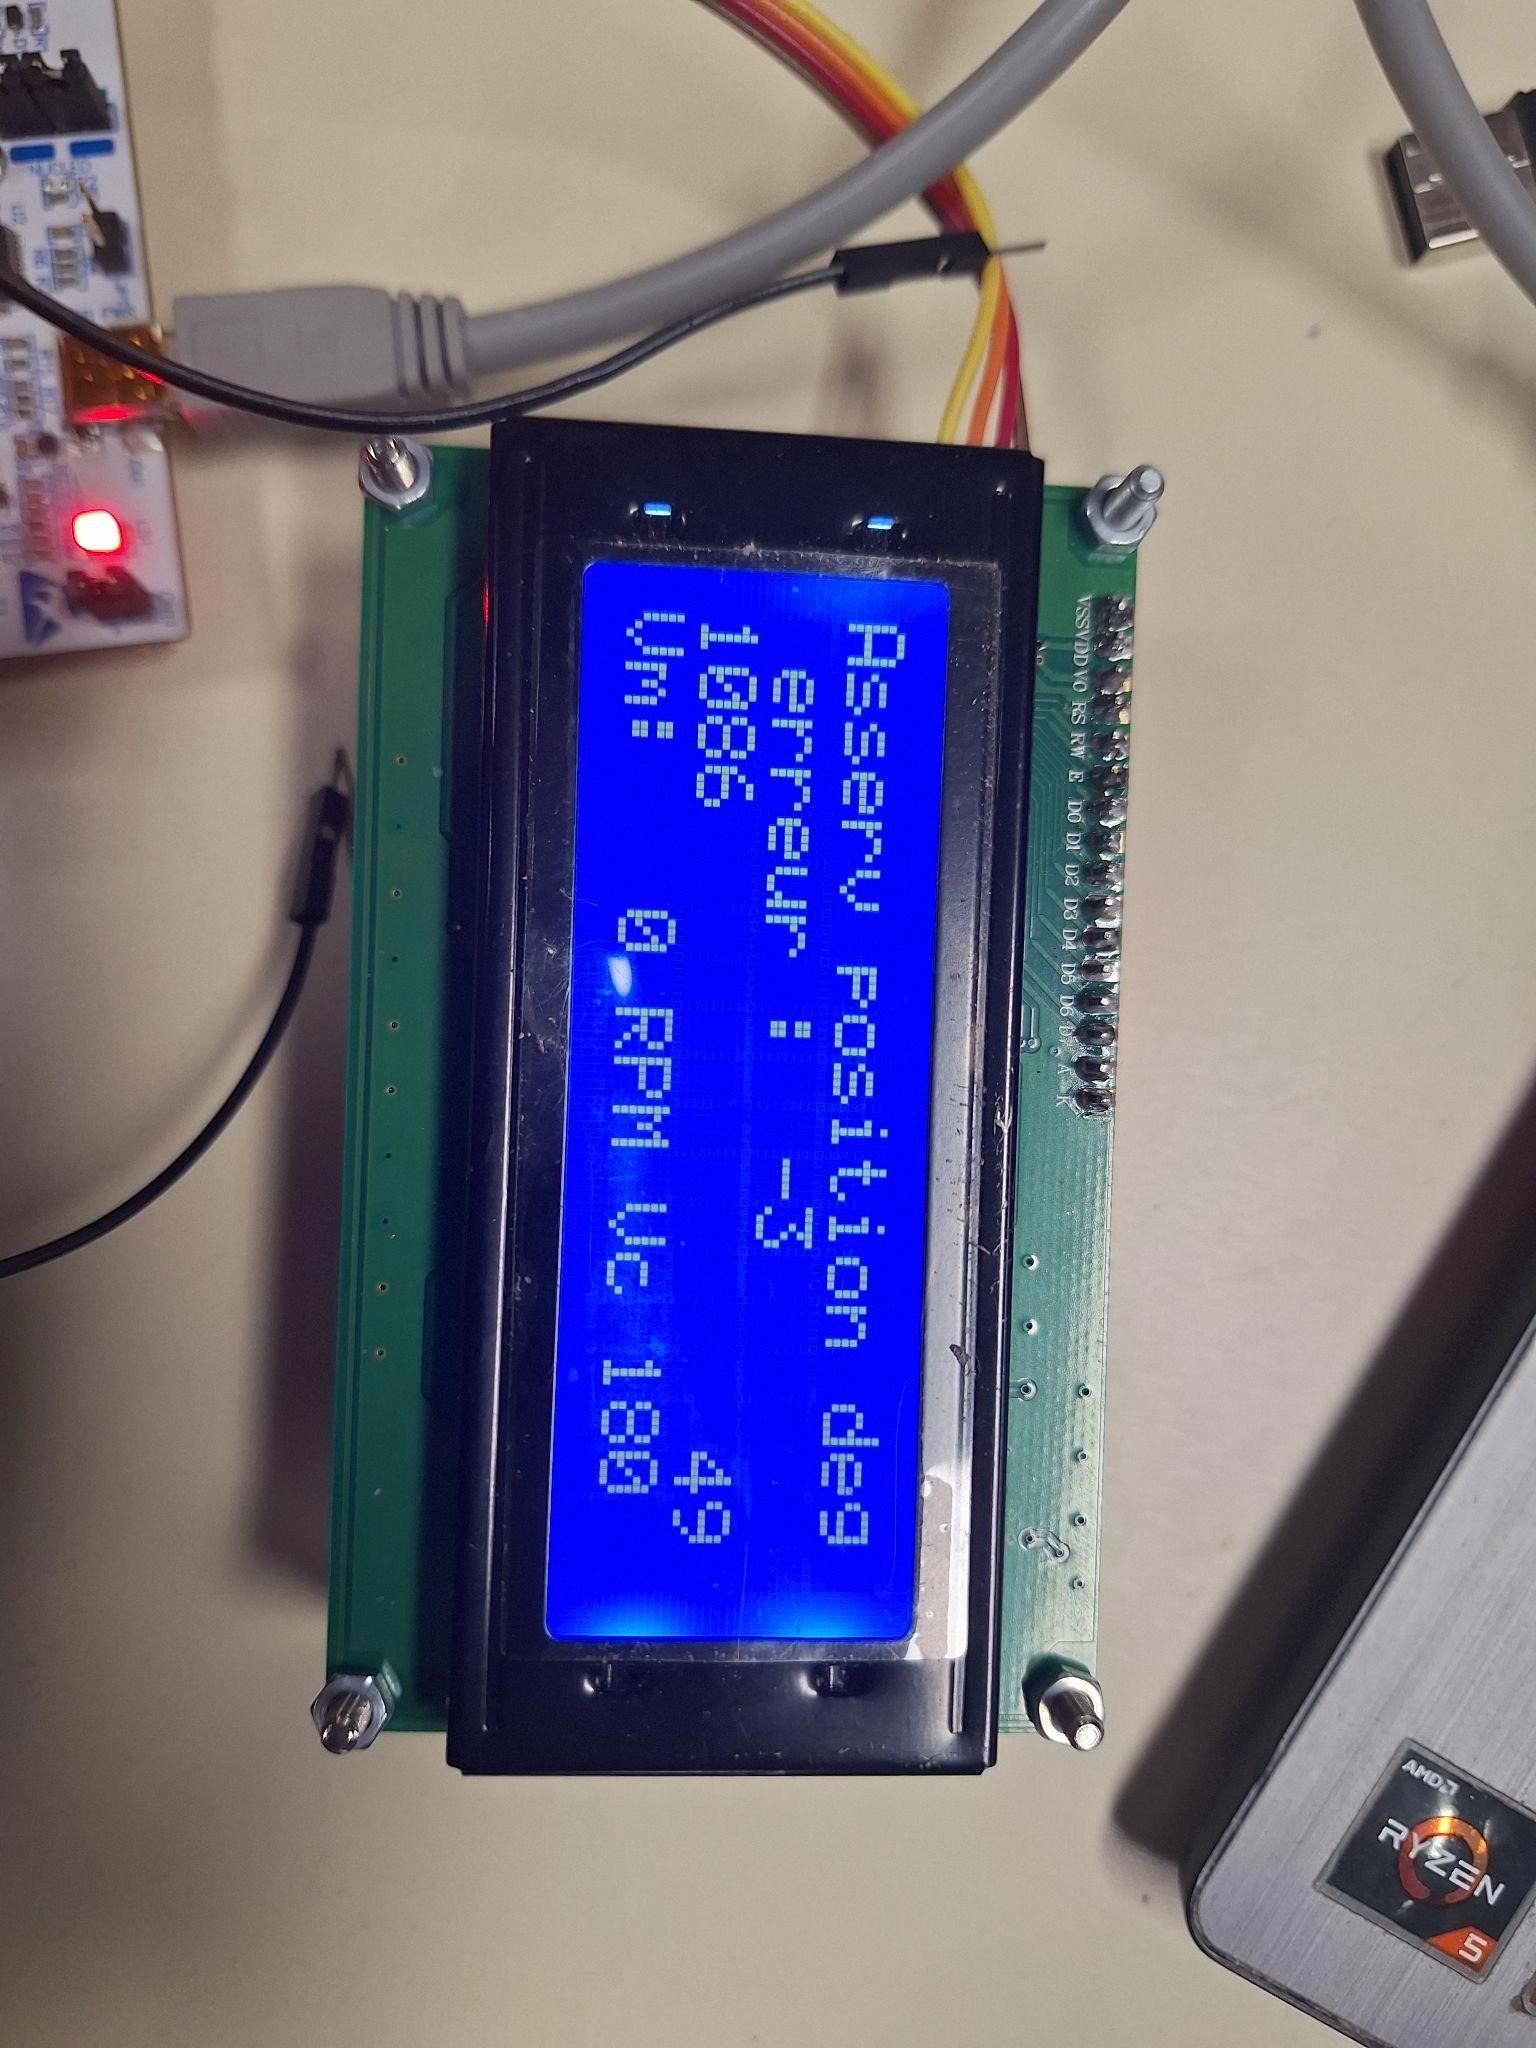 Asserv position deg
erreur : -3
1086 49
Vm: 0 RPM Vc 180
VSS VDD VO RS RW E D0 D1 D2 D3 D4 D5 D6 D7 A K
NUCLEO
AMD
RYZEN
5